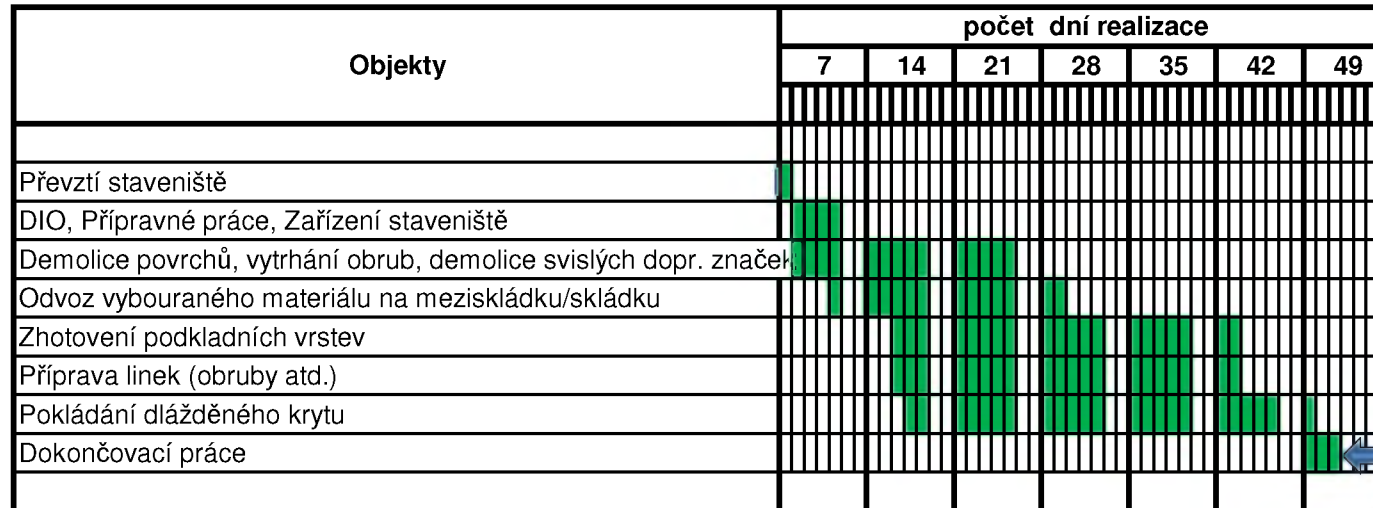 Objekty
počet dní realizace
7 14 21 28 35 42 49
Převztí staveniště
DIO, Přípravné práce, Zařízení staveniště
Demolice povrchů, vytrhání obrub, demolice svislých dopr. značek
Odvoz vybouraného materiálu na meziskládku/skládku
Zhotovení podkladních vrstev
Příprava linek (obruby atd.)
Pokládání dlážděného krytu
Dokončovací práce